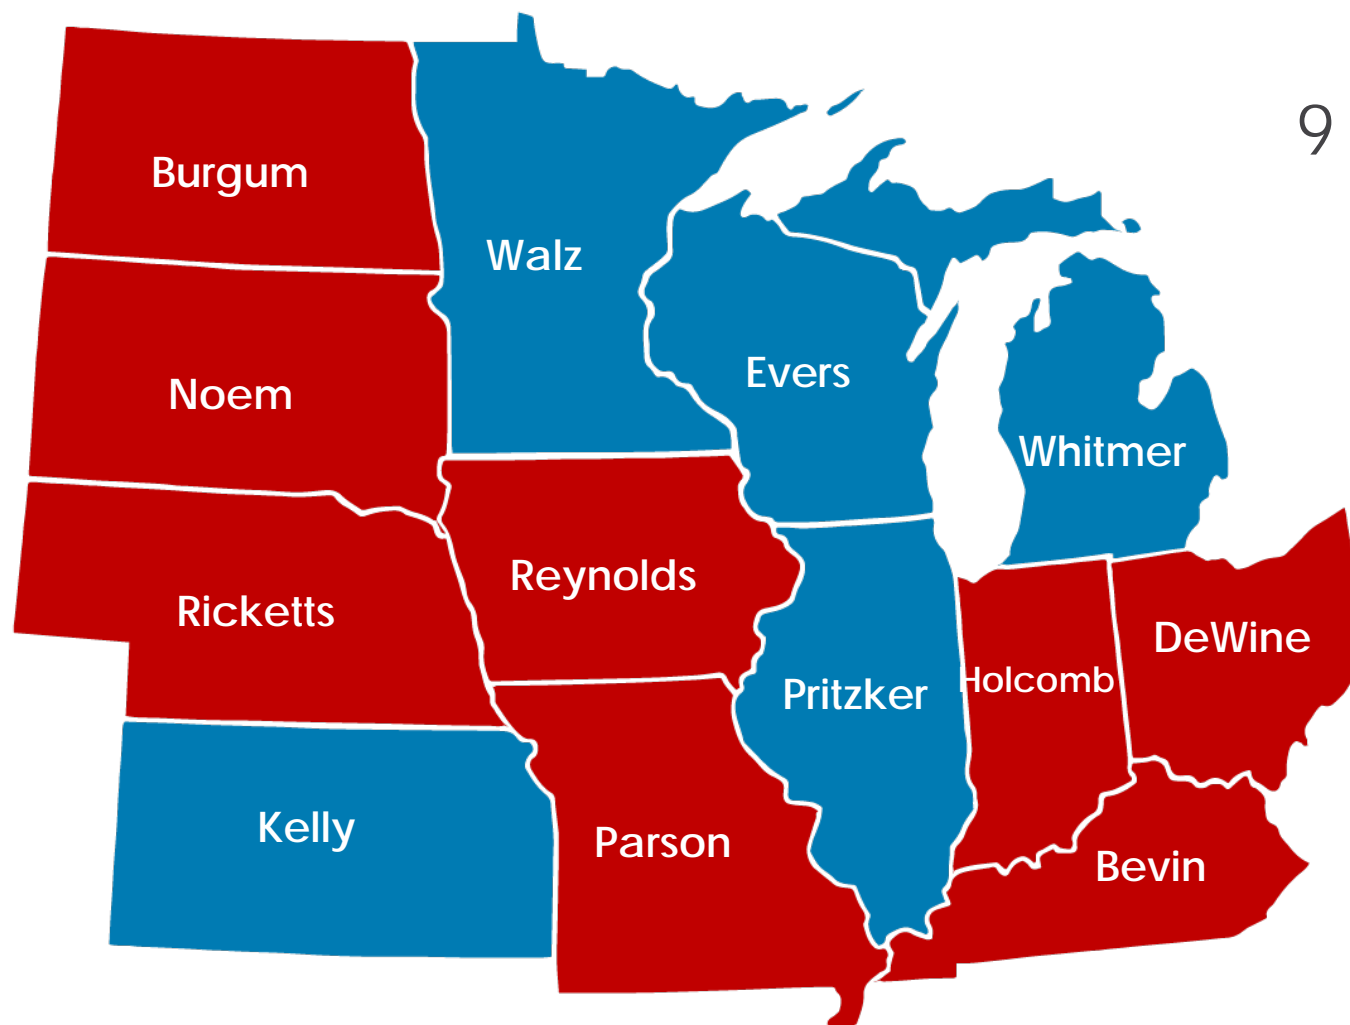 9
Burgum
Walz
Evers
Noem
Whitmer
Reynolds
Ricketts
DeWine
Holcomb
Pritzker
Kelly
Parson
Bevin